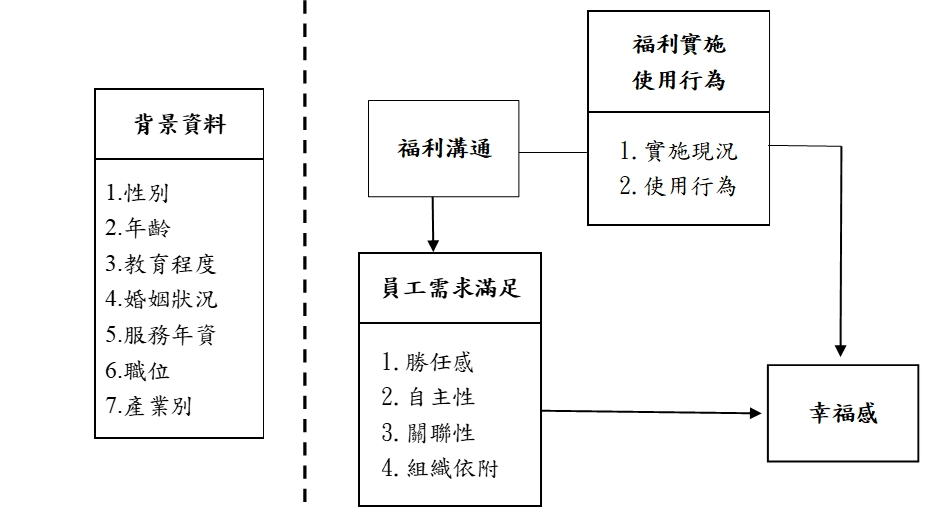 背景資料
1.性別
2.年齡
3.教育程度
4.婚姻狀況
5.服務年資
6.職位
7.產業別
福利溝通
福利實施
使用行為
1.實施現況
2.使用行為
員工需求滿足
1.勝任感
2.自主性
3.關聯性
4.組織依附
幸福感